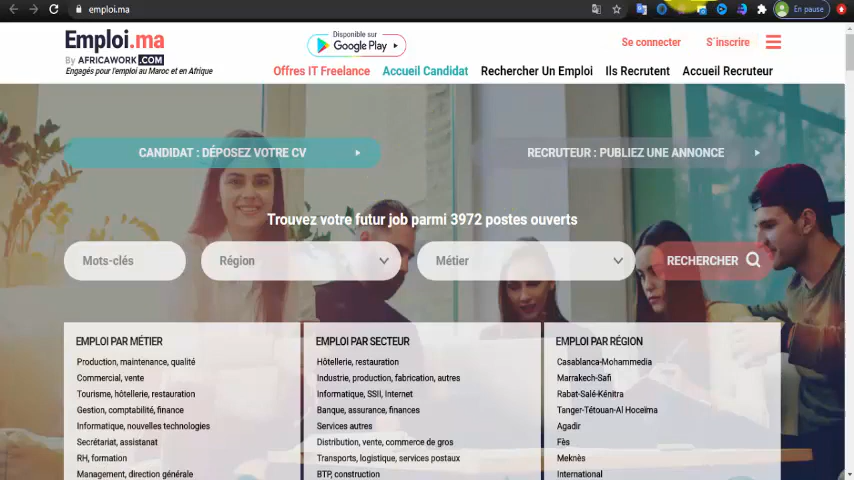 emploi.ma
En pause
Emploi.ma
By AFRICAWORK.COM
Engagés pour l'emploi au Maroc et en Afrique
Disponible sur
Google Play
Se connecter
S'inscrire
Offres IT Freelance
Accueil Candidat
Rechercher Un Emploi
Ils Recrutent
Accueil Recruteur
CANDIDAT : DÉPOSEZ VOTRE CV
RECRUTEUR : PUBLIEZ UNE ANNONCE
Trouvez votre futur job parmi 3972 postes ouverts
Mots-clés
Région
Métier
RECHERCHER
EMPLOI PAR MÉTIER
Production, maintenance, qualité
Commercial, vente
Tourisme, hôtellerie, restauration
Gestion, comptabilité, finance
Informatique, nouvelles technologies
Secrétariat, assistanat
RH, formation
Management, direction générale
EMPLOI PAR SECTEUR
Hôtellerie, restauration
Industrie, production, fabrication, autres
Informatique, SSII, Internet
Banque, assurance, finances
Services autres
Distribution, vente, commerce de gros
Transports, logistique, services postaux
BTP, construction
EMPLOI PAR RÉGION
Casablanca-Mohammedia
Marrakech-Safi
Rabat-Salé-Kénitra
Tanger-Tétouan-Al Hoceïma
Agadir
Fès
Meknès
International